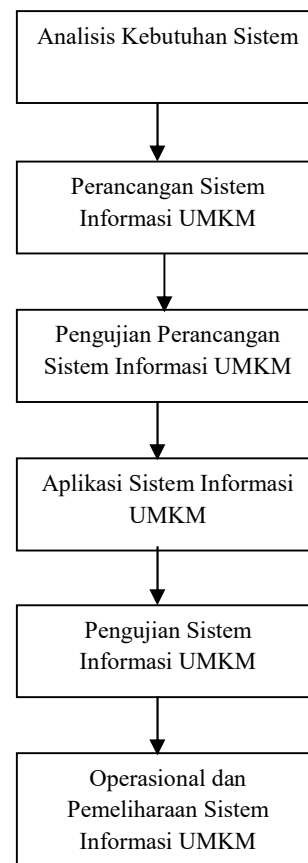 Analisis Kebutuhan Sistem
Perancangan Sistem
Informasi UMKM
Pengujian Perancangan
Sistem Informasi UMKM
Aplikasi Sistem Informasi
UMKM
Pengujian Sistem
Informasi UMKM
Operasional dan
Pemeliharaan Sistem
Informasi UMKM